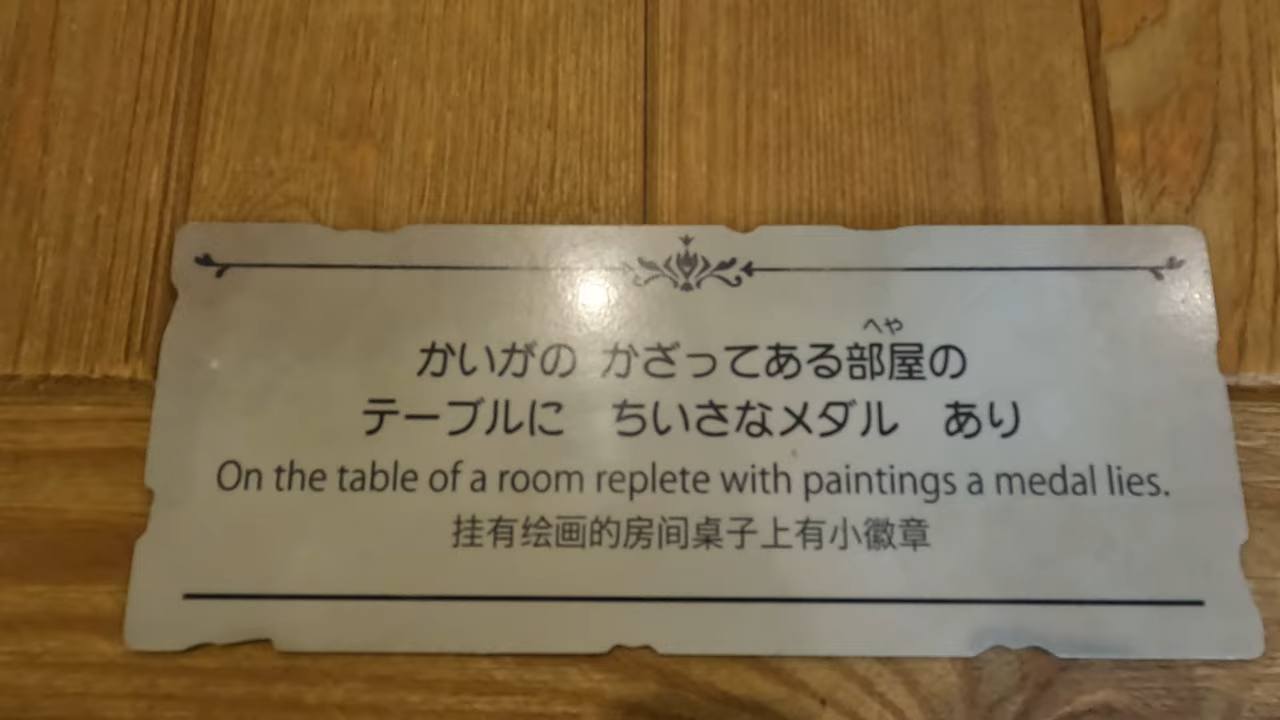 へや
かいがの かざってある部屋の
テーブルに ちいさなメダル あり
On the table of a room replete with paintings a medal lies.
挂有绘画的房间桌子上有小徽章